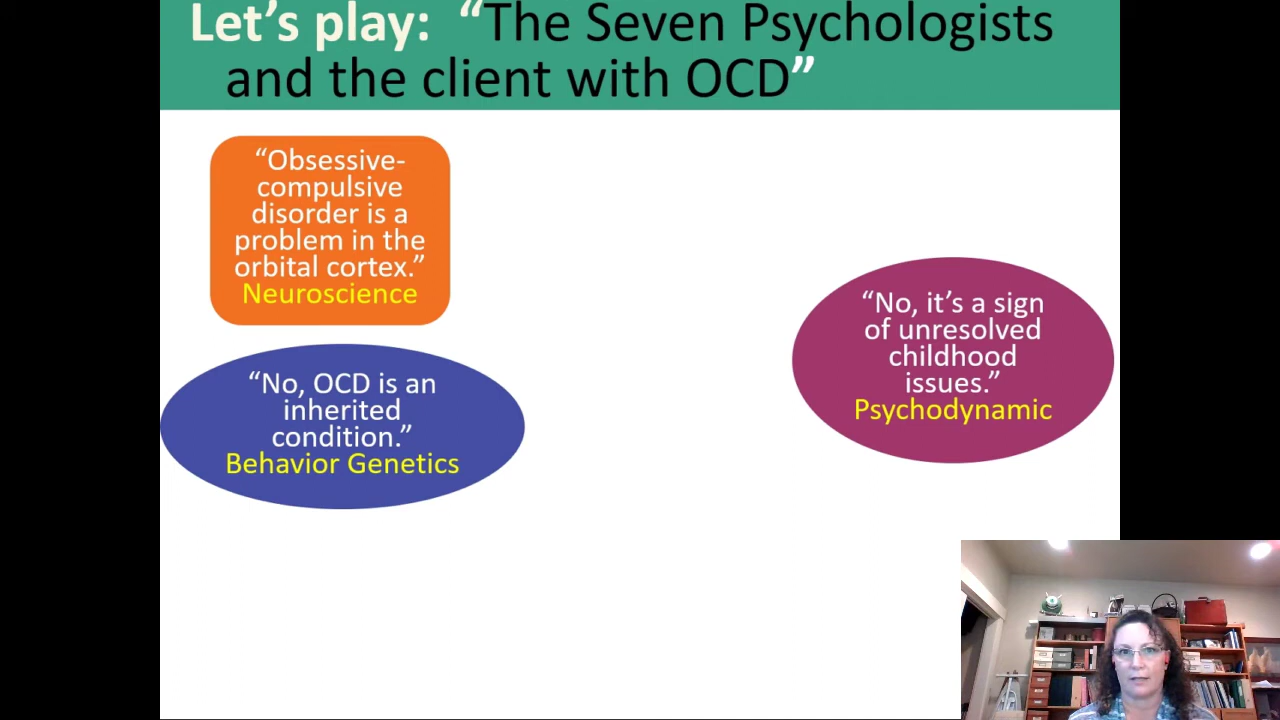 Let’s play: “The Seven Psychologists
and the client with OCD”
“Obsessive-
compulsive
disorder is a
problem in the
orbital cortex.”
Neuroscience
“No, OCD is an
inherited
condition.”
Behavior Genetics
“No, it’s a sign
of unresolved
childhood
issues.”
Psychodynamic